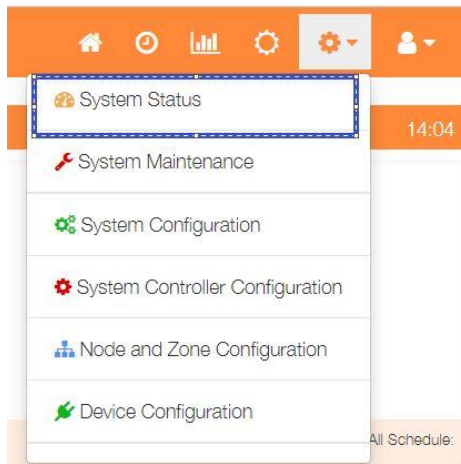 System Status
14:04
System Maintenance
System Configuration
System Controller Configuration
Node and Zone Configuration
Device Configuration
All Schedule: